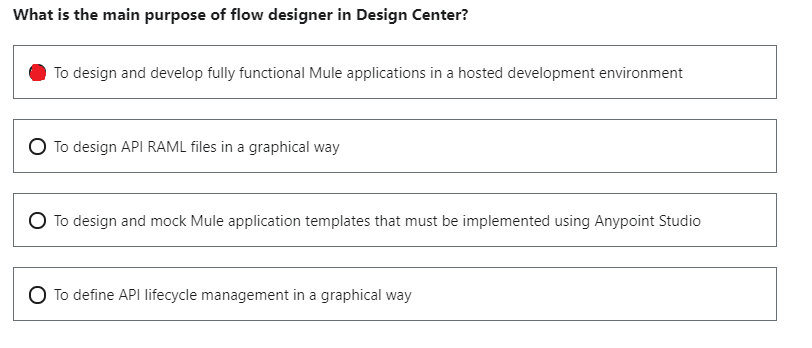 What is the main purpose of flow designer in Design Center?
To design and develop fully functional Mule applications in a hosted development environment
To design API RAML files in a graphical way
To design and mock Mule application templates that must be implemented using Anypoint Studio
To define API lifecycle management in a graphical way